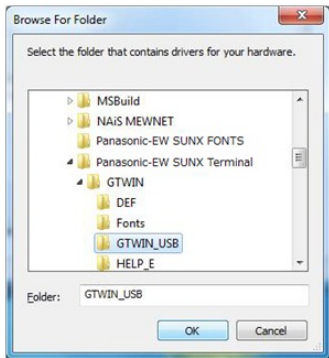 Browse For Folder
Select the folder that contains drivers for your hardware.
MSBuild
NAiS MEWNET
Panasonic-EW SUNX FONTS
Panasonic-EW SUNX Terminal
GTWIN
DEF
Fonts
GTWIN_USB
HELP_E
Folder: GTWIN_USB
OK Cancel